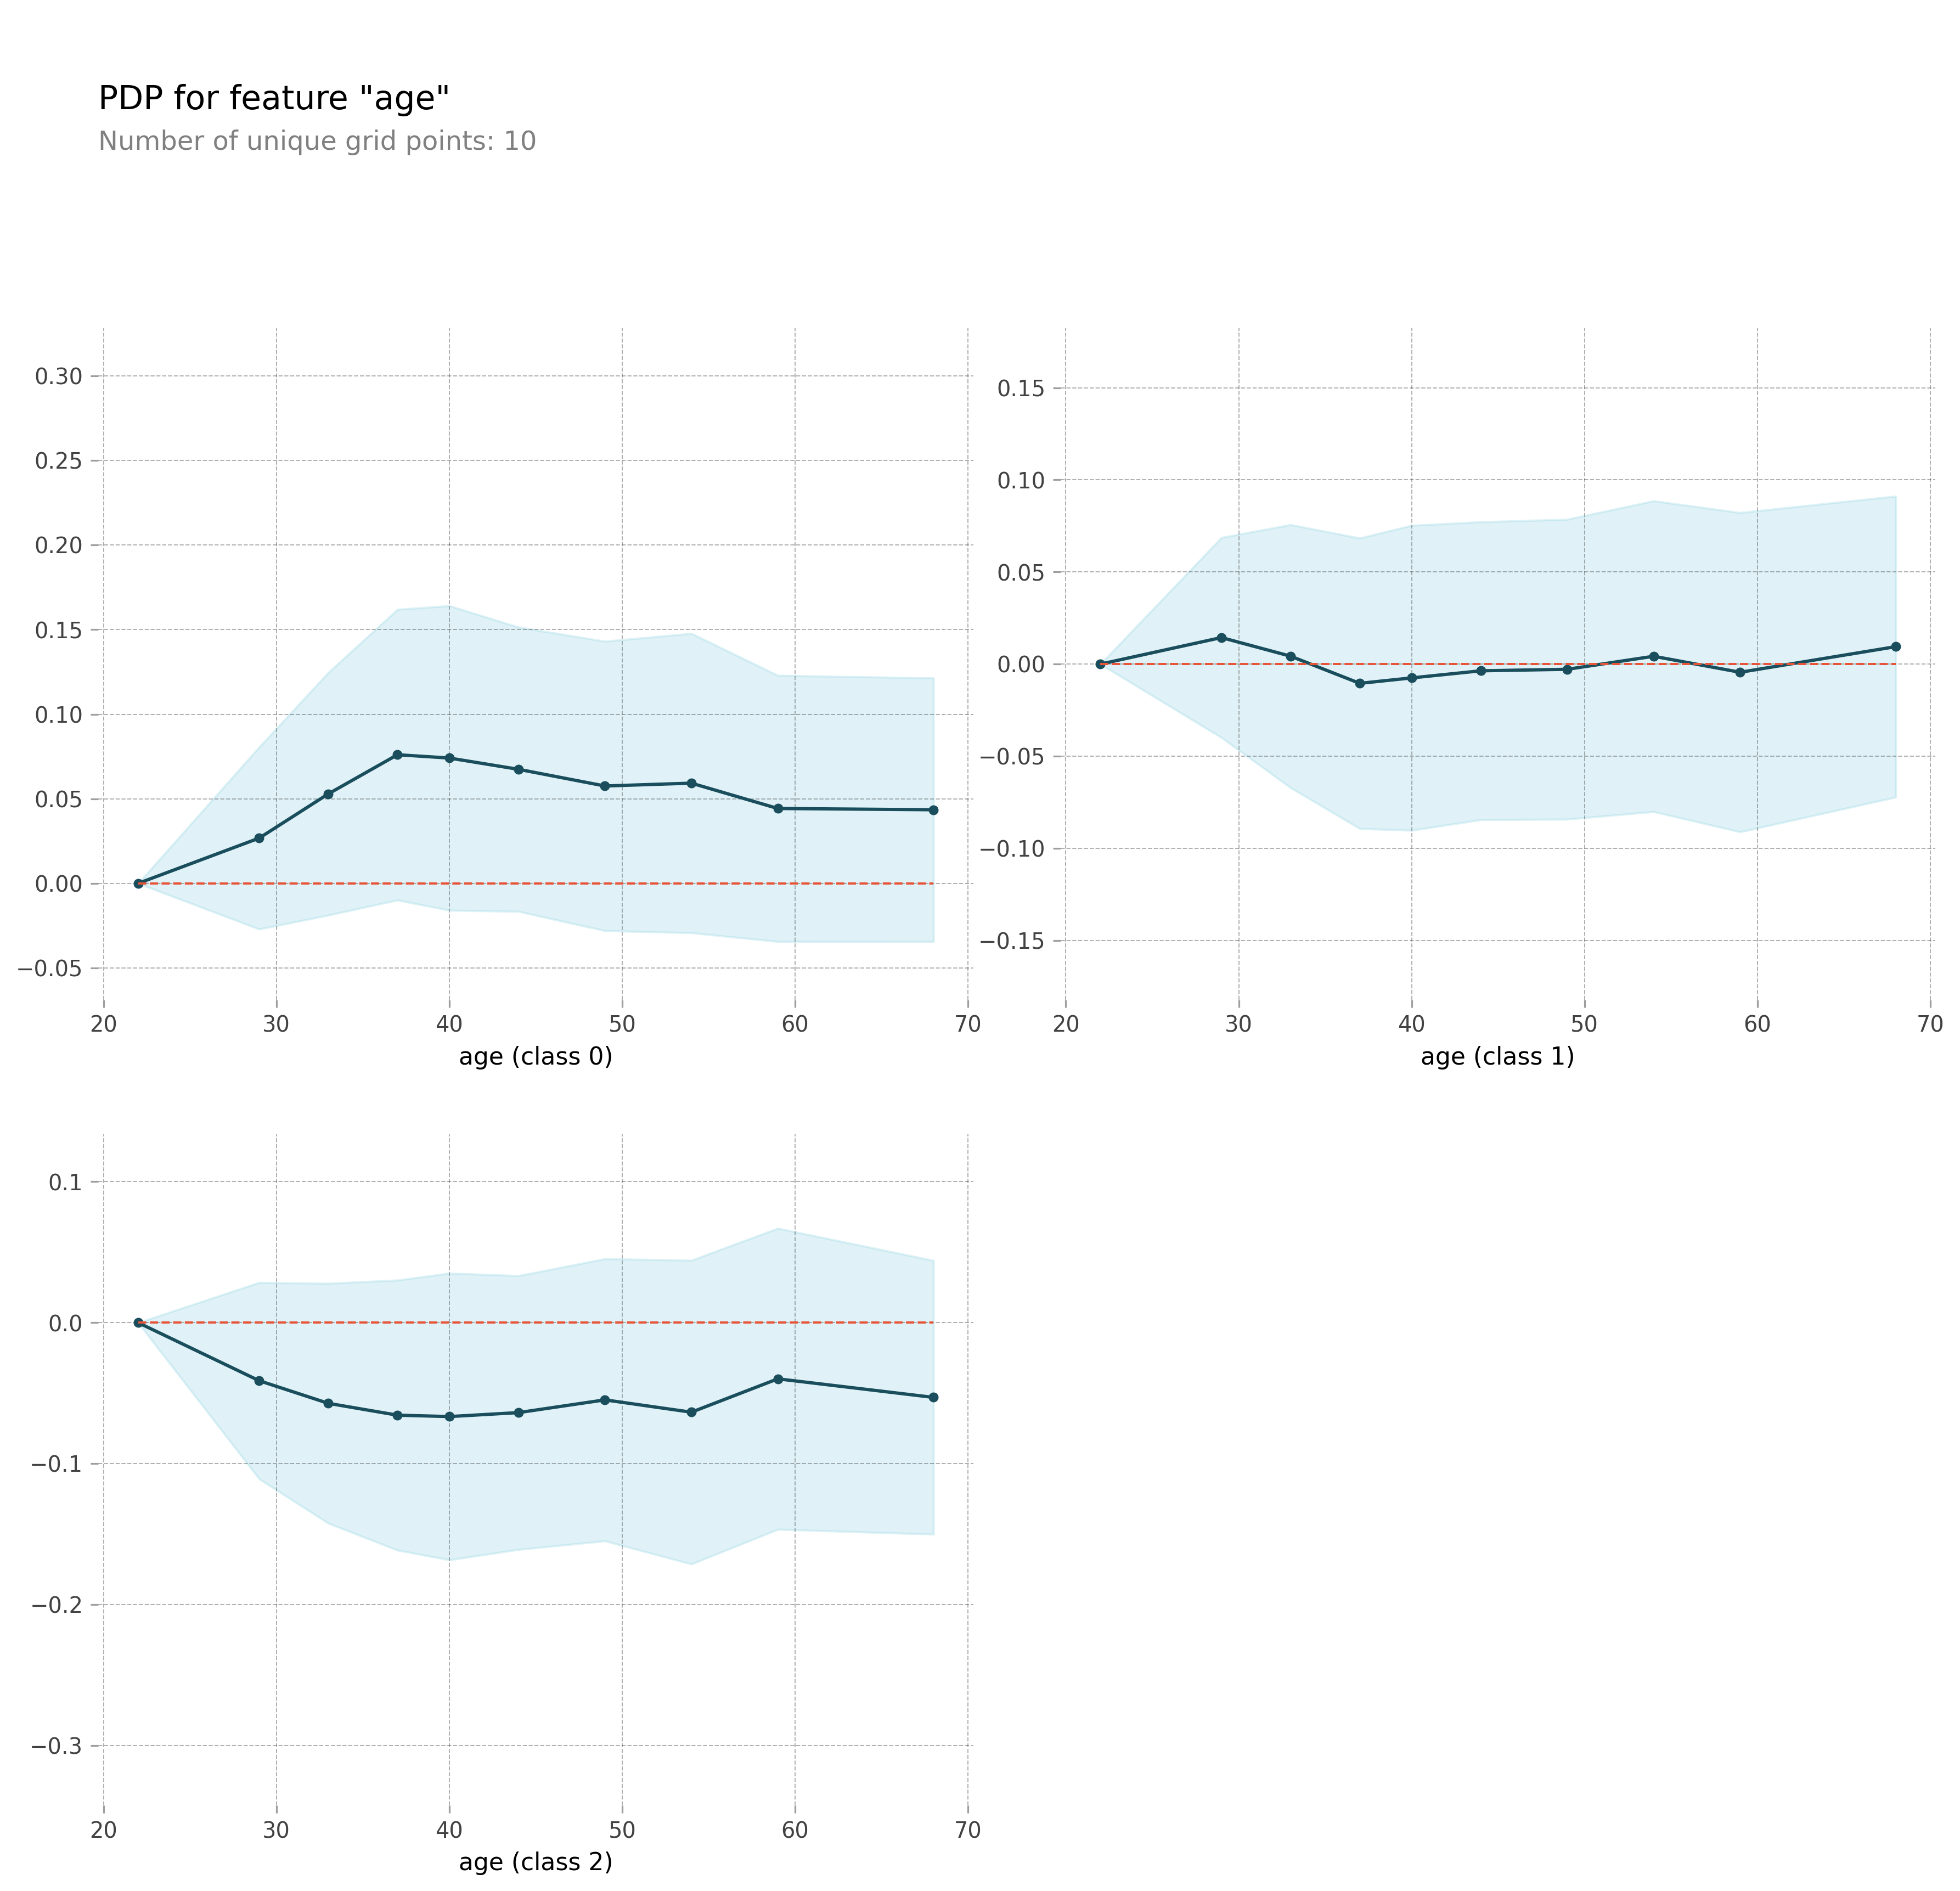 PDP for feature "age"
Number of unique grid points: 10
0.30
0.25
0.20
0.15
0.10
0.05
0.00
−0.05
20 30 40 50 60 70
age (class 0)
0.15
0.10
0.05
0.00
−0.05
−0.10
−0.15
20 30 40 50 60 70
age (class 1)
0.1
0.0
−0.1
−0.2
−0.3
20 30 40 50 60 70
age (class 2)